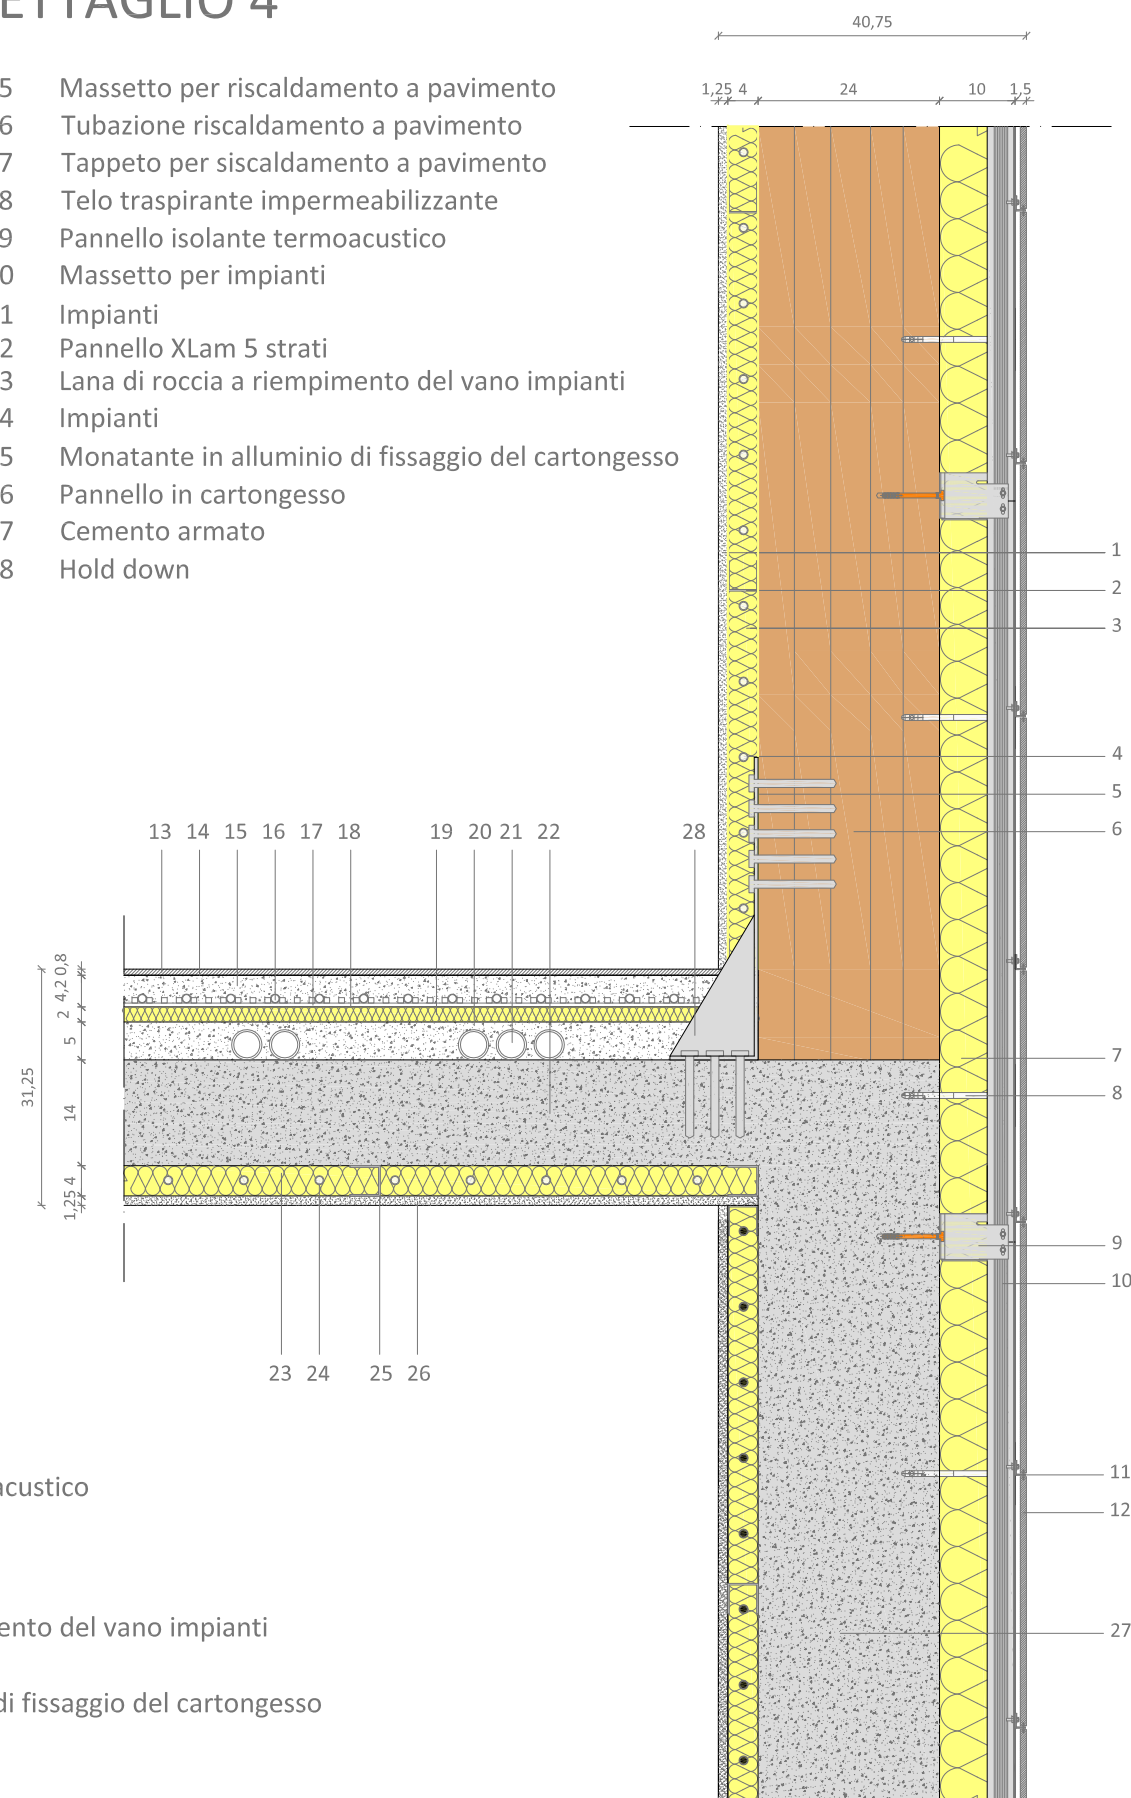 ETTAGLIO 4
5 Massetto per riscaldamento a pavimento
6 Tubazione riscaldamento a pavimento
7 Tappeto per siscaldamento a pavimento
8 Telo traspirante impermeabilizzante
9 Pannello isolante termoacustico
0 Massetto per impianti
1 Impianti
2 Pannello XLam 5 strati
3 Lana di roccia a riempimento del vano impianti
4 Impianti
5 Monatante in alluminio di fissaggio del cartongesso
6 Pannello in cartongesso
7 Cemento armato
8 Hold down
40,75
1,25 4 24 10 1,5
1
2
3
4
5
6
7
8
9
10
11
12
27
13 14 15 16 17 18 19 20 21 22 28
31,25
0,8
4,2
2
5
14
4
1,25
23 24 25 26
acustico
ento del vano impianti
di fissaggio del cartongesso